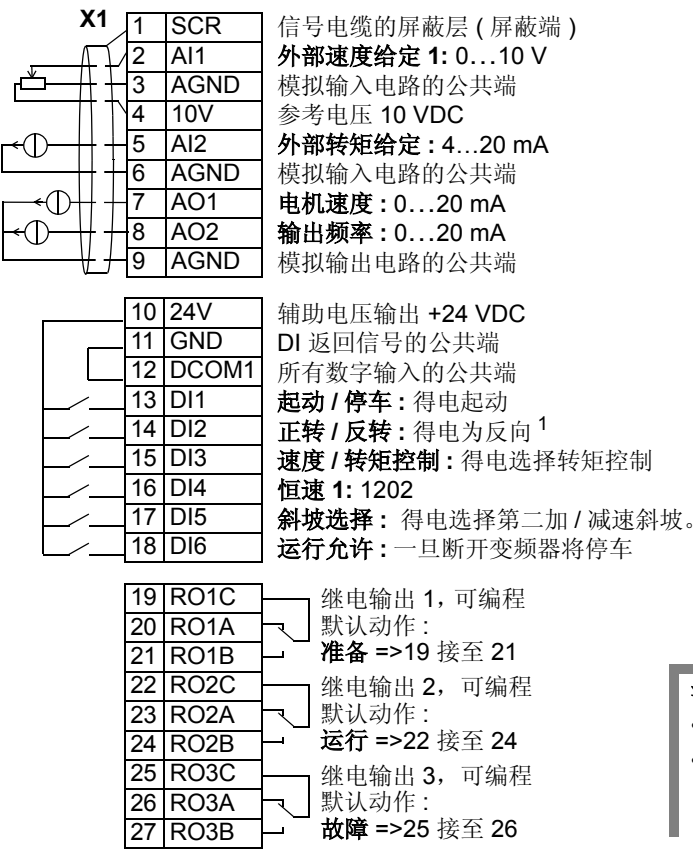 X1
1 SCR 信号电缆的屏蔽层 ( 屏蔽端 )
2 AI1 外部速度给定 1: 0…10 V
3 AGND 模拟输入电路的公共端
4 10V 参考电压 10 VDC
5 AI2 外部转矩给定 : 4…20 mA
6 AGND 模拟输入电路的公共端
7 AO1 电机速度 : 0…20 mA
8 AO2 输出频率 : 0…20 mA
9 AGND 模拟输出电路的公共端
10 24V 辅助电压输出 +24 VDC
11 GND DI 返回信号的公共端
12 DCOM1 所有数字输入的公共端
13 DI1 起动 / 停车 : 得电起动
14 DI2 正转 / 反转 : 得电为反向 1
15 DI3 速度 / 转矩控制 : 得电选择转矩控制
16 DI4 恒速 1: 1202
17 DI5 斜坡选择 : 得电选择第二加 / 减速斜坡。
18 DI6 运行允许 : 一旦断开变频器将停车
19 RO1C 继电输出 1，可编程
20 RO1A 默认动作 :
21 RO1B 准备 =>19 接至 21
22 RO2C 继电输出 2，可编程
23 RO2A 默认动作 :
24 RO2B 运行 =>22 接至 24
25 RO3C 继电输出 3，可编程
26 RO3A 默认动作 :
27 RO3B 故障 =>25 接至 26